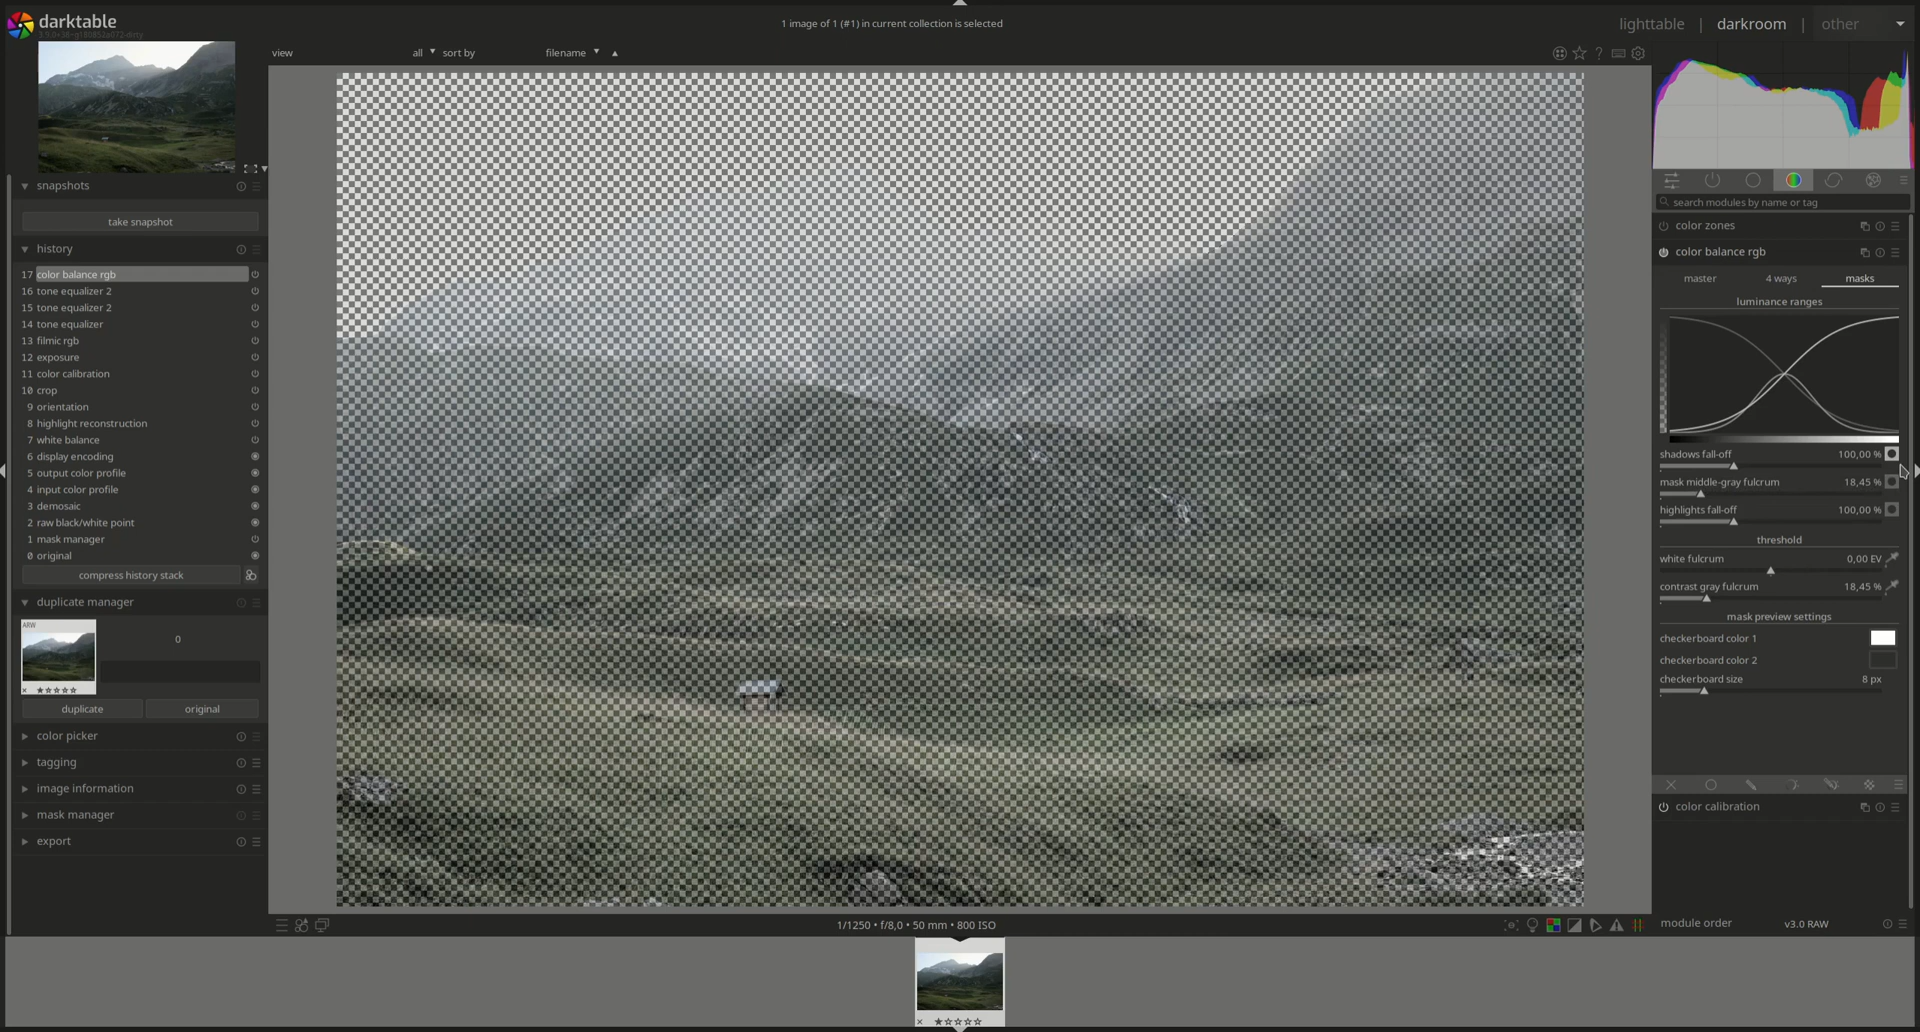 darktable
1 image of 1 (#1) in current collection is selected
lighttable | darkroom | other
view all sort by filename
snapshots
take snapshot
history
17 color balance rgb
16 tone equalizer 2
15 tone equalizer 2
14 tone equalizer
13 filmic rgb
12 exposure
11 color calibration
10 crop
9 orientation
8 highlight reconstruction
7 white balance
6 display encoding
5 output color profile
4 input color profile
3 demosaic
2 raw black/white point
1 mask manager
0 original
compress history stack
duplicate manager
ARW
0
duplicate original
color picker
tagging
image information
mask manager
export
1/1250 • f/8,0 • 50 mm • 800 ISO
search modules by name or tag
color zones
color balance rgb
master 4 ways masks
luminance ranges
shadows fall-off 100,00 %
mask middle-gray fulcrum 18,45 %
highlights fall-off 100,00 %
threshold
white fulcrum 0,00 EV
contrast gray fulcrum 18,45 %
mask preview settings
checkerboard color 1
checkerboard color 2
checkerboard size 8 px
color calibration
module order v3.0 RAW